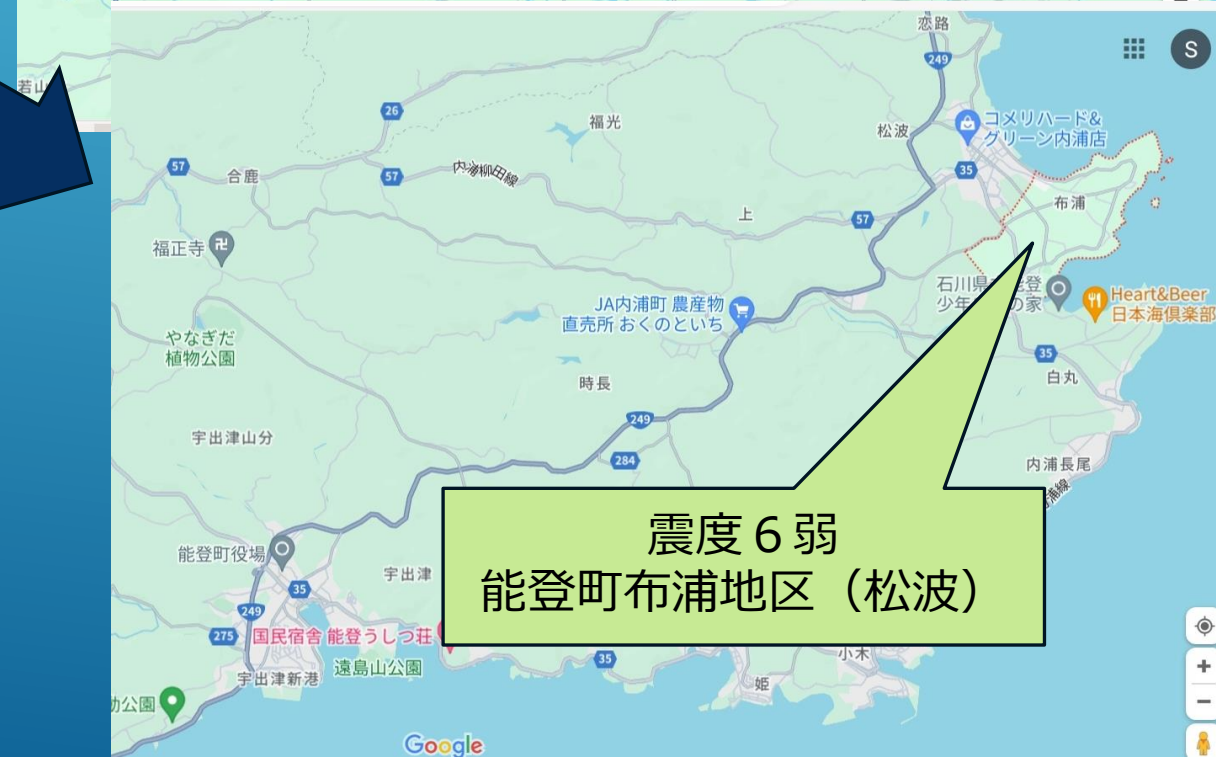 恋路
249
S
若山
26
福光
松波
コメリハード&
グリーン内浦店
57
合鹿
57
内浦柳田線
35
布浦
上
57
福正寺
石川県
能登
少年
の家
Heart&Beer
日本海倶楽部
JA内浦町 農産物
直売所 おくのといち
やなぎだ
植物公園
35
白丸
時長
249
宇出津山分
284
内浦長尾
震度6弱
能登町布浦地区（松波）
能登町役場
宇出津
35
249
275
国民宿舎 能登うしつ荘
遠島山公園
35
小木
宇出津新港
姫
公園
Google